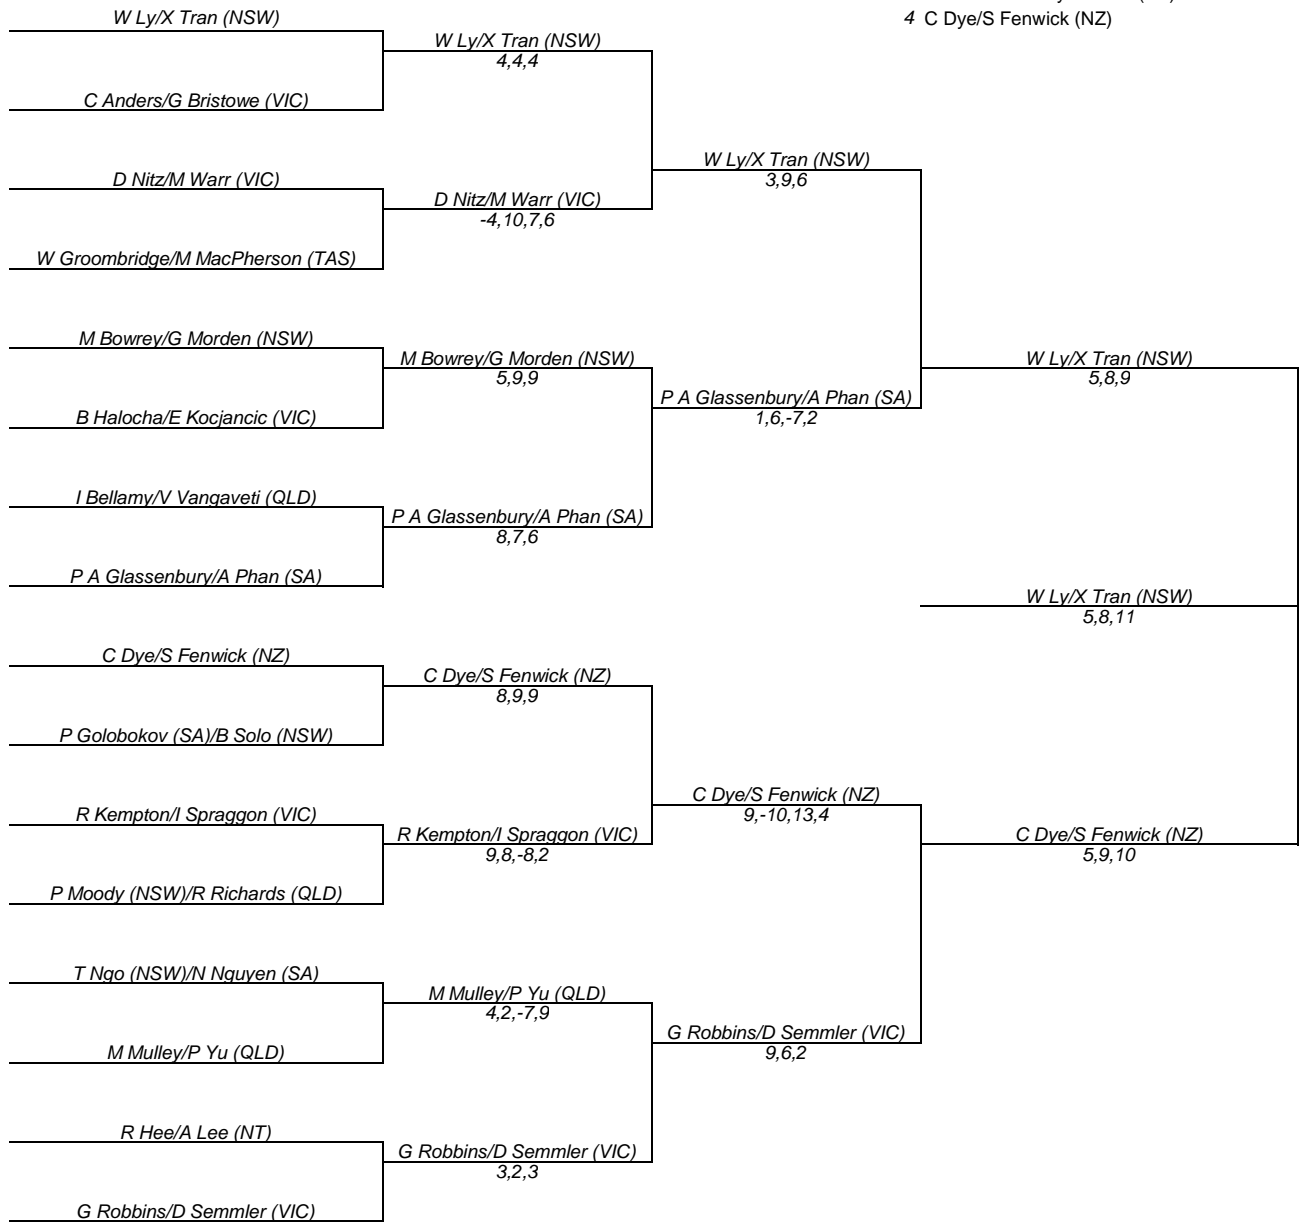 W Ly/X Tran (NSW)
4 C Dye/S Fenwick (NZ)
W Ly/X Tran (NSW)
4,4,4
C Anders/G Bristowe (VIC)
W Ly/X Tran (NSW)
3,9,6
D Nitz/M Warr (VIC)
D Nitz/M Warr (VIC)
-4,10,7,6
W Groombridge/M MacPherson (TAS)
M Bowrey/G Morden (NSW)
M Bowrey/G Morden (NSW)
5,9,9
W Ly/X Tran (NSW)
5,8,9
P A Glassenbury/A Phan (SA)
1,6,-7,2
B Halocha/E Kocjancic (VIC)
I Bellamy/V Vangaveti (QLD)
P A Glassenbury/A Phan (SA)
8,7,6
P A Glassenbury/A Phan (SA)
W Ly/X Tran (NSW)
5,8,11
C Dye/S Fenwick (NZ)
C Dye/S Fenwick (NZ)
8,9,9
P Golobokov (SA)/B Solo (NSW)
C Dye/S Fenwick (NZ)
9,-10,13,4
R Kempton/I Spraggon (VIC)
R Kempton/I Spraggon (VIC)
9,8,-8,2
C Dye/S Fenwick (NZ)
5,9,10
P Moody (NSW)/R Richards (QLD)
T Ngo (NSW)/N Nguyen (SA)
M Mulley/P Yu (QLD)
4,2,-7,9
G Robbins/D Semmler (VIC)
9,6,2
M Mulley/P Yu (QLD)
R Hee/A Lee (NT)
G Robbins/D Semmler (VIC)
3,2,3
G Robbins/D Semmler (VIC)